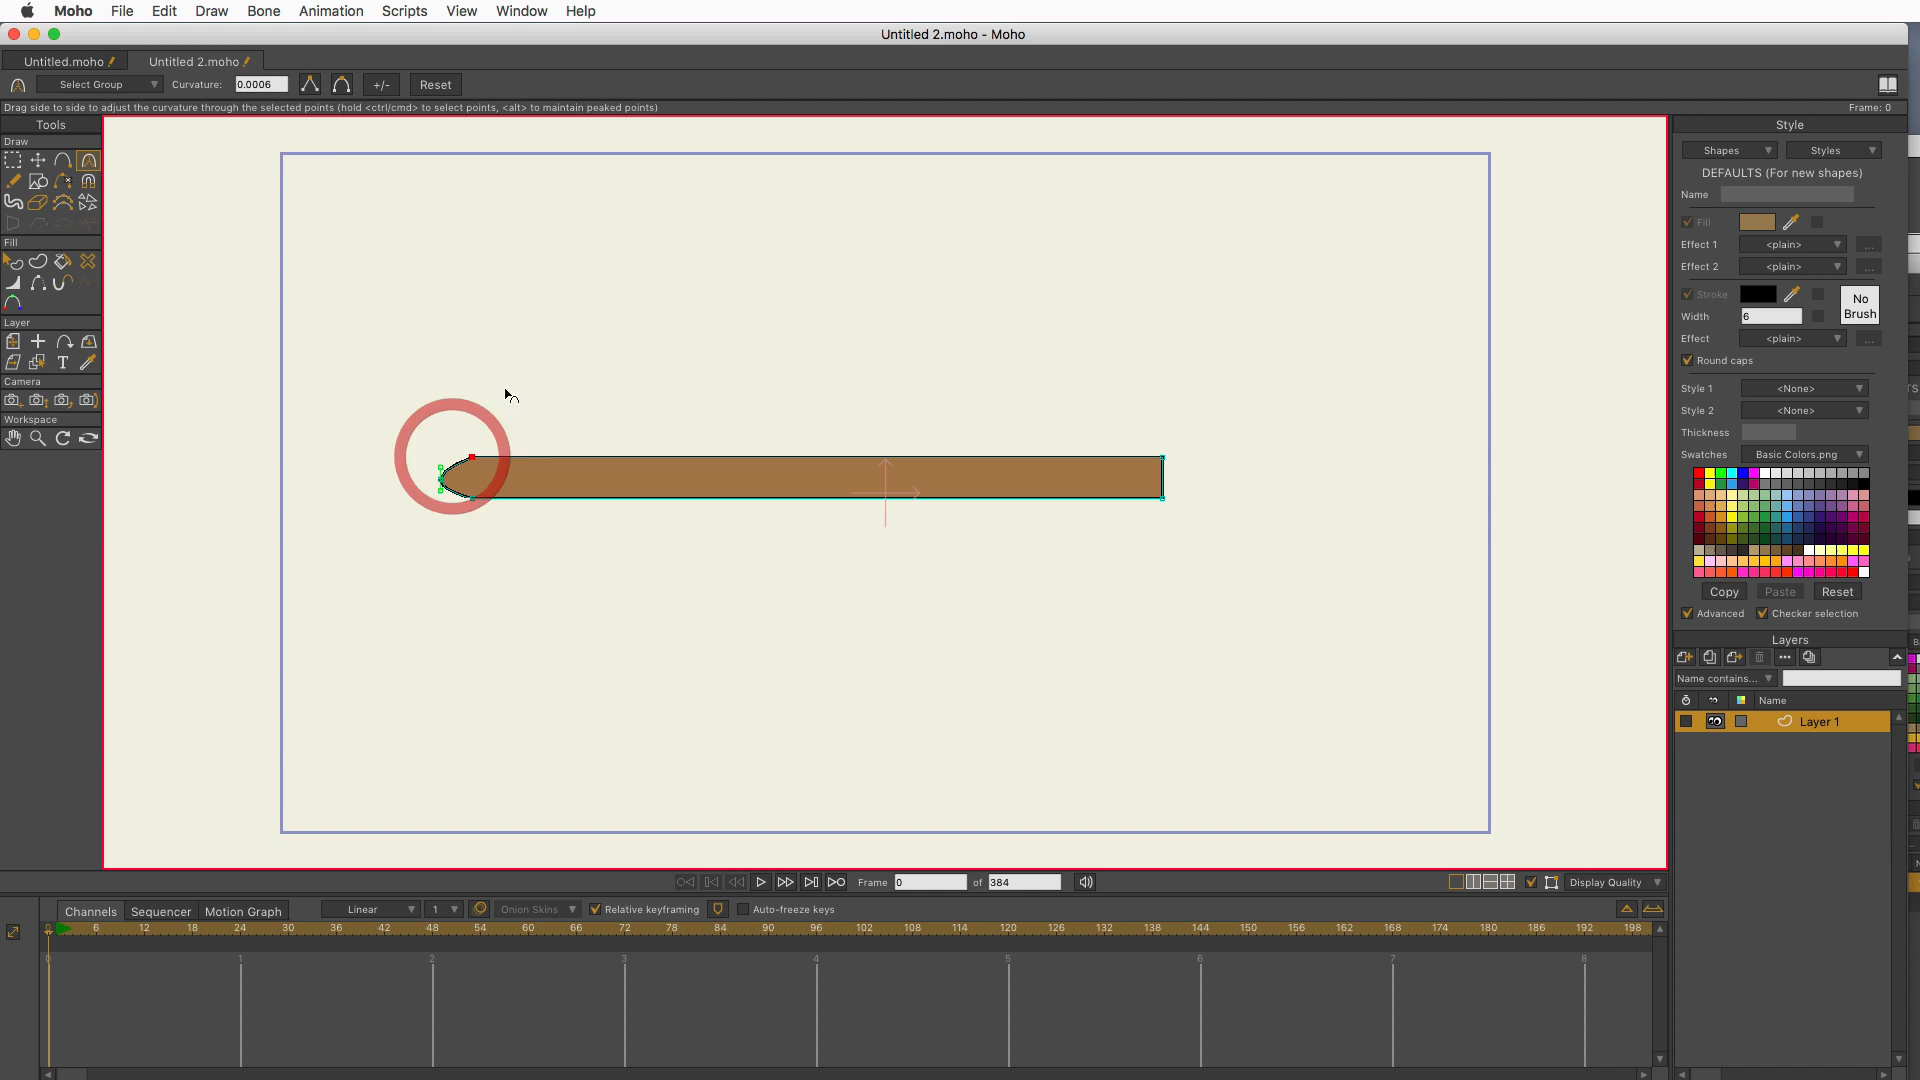 Moho File Edit Draw Bone Animation Scripts View Window Help
Untitled 2.moho - Moho
Untitled.moho Untitled 2.moho
Select Group Curvature: 0.0006 +/- Reset
Drag side to side to adjust the curvature through the selected points (hold <ctrl/cmd> to select points, <alt> to maintain peaked points) Frame: 0
Tools
Draw
Fill
Layer
T
Camera
Workspace
Style
Shapes Styles
DEFAULTS (For new shapes)
Name
Fill
Effect 1 <plain> ...
Effect 2 <plain> ...
Stroke
No Brush
Width 6
Effect <plain> ...
Round caps
Style 1 <None>
Style 2 <None>
Thickness
Swatches Basic Colors.png
Copy Paste Reset
Advanced Checker selection
Layers
Name contains...
Name
Layer 1
Frame 0 of 384 Display Quality
Channels Sequencer Motion Graph Linear 1 Onion Skins Relative keyframing Auto-freeze keys
6 12 18 24 30 36 42 48 54 60 66 72 78 84 90 96 102 108 114 120 126 132 138 144 150 156 162 168 174 180 186 192 198
0 1 2 3 4 5 6 7 8